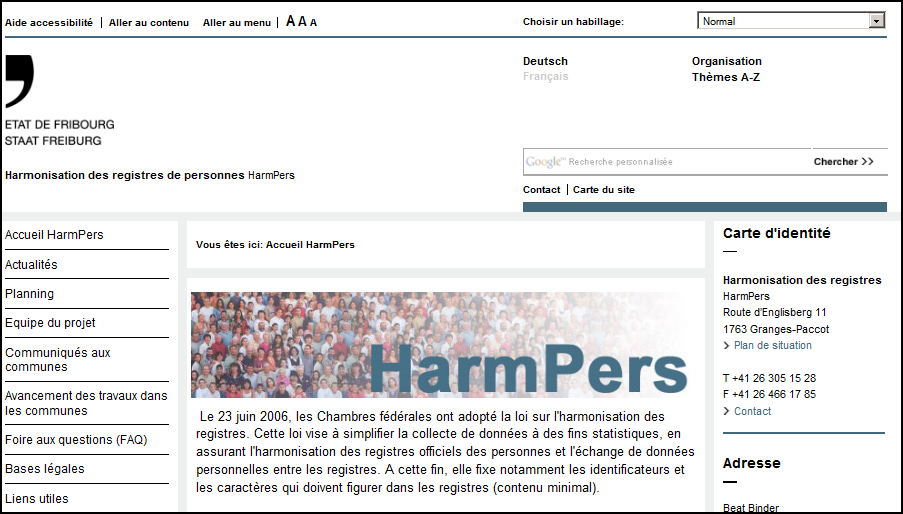 Aide accessibilité | Aller au contenu Aller au menu | A A A
Choisir un habillage: Normal
Deutsch
Français
Organisation
Thèmes A-Z
ETAT DE FRIBOURG
STAAT FREIBURG
Harmonisation des registres de personnes HarmPers
Google™ Recherche personnalisée Chercher >>
Contact | Carte du site
Accueil HarmPers
Actualités
Planning
Equipe du projet
Communiqués aux
communes
Avancement des travaux dans
les communes
Foire aux questions (FAQ)
Bases légales
Liens utiles
Vous êtes ici: Accueil HarmPers
HarmPers
Le 23 juin 2006, les Chambres fédérales ont adopté la loi sur l'harmonisation des
registres. Cette loi vise à simplifier la collecte de données à des fins statistiques, en
assurant l'harmonisation des registres officiels des personnes et l'échange de données
personnelles entre les registres. A cette fin, elle fixe notamment les identificateurs et
les caractères qui doivent figurer dans les registres (contenu minimal).
Carte d'identité
Harmonisation des registres
HarmPers
Route d'Englisberg 11
1763 Granges-Paccot
> Plan de situation
T +41 26 305 15 28
F +41 26 466 17 85
> Contact
Adresse
Beat Binder